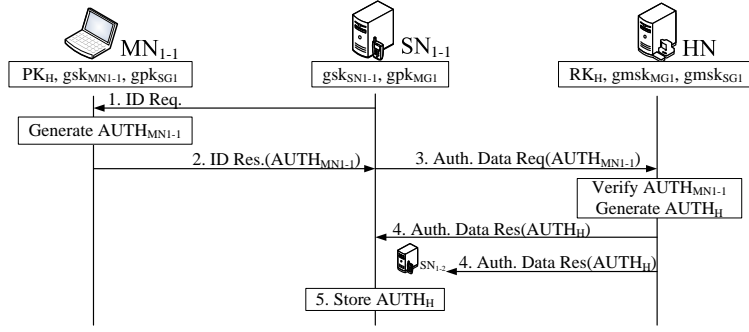 MN1-1
SN1-1
HN
PKH, gskMN1-1, gpkSG1
gskSN1-1, gpkMG1
RKH, gmskMG1, gmskSG1
1. ID Req.
Generate AUTHMN1-1
2. ID Res.(AUTHMN1-1)
3. Auth. Data Req(AUTHMN1-1)
Verify AUTHMN1-1
Generate AUTHH
4. Auth. Data Res(AUTHH)
SN1-2
4. Auth. Data Res(AUTHH)
5. Store AUTHH